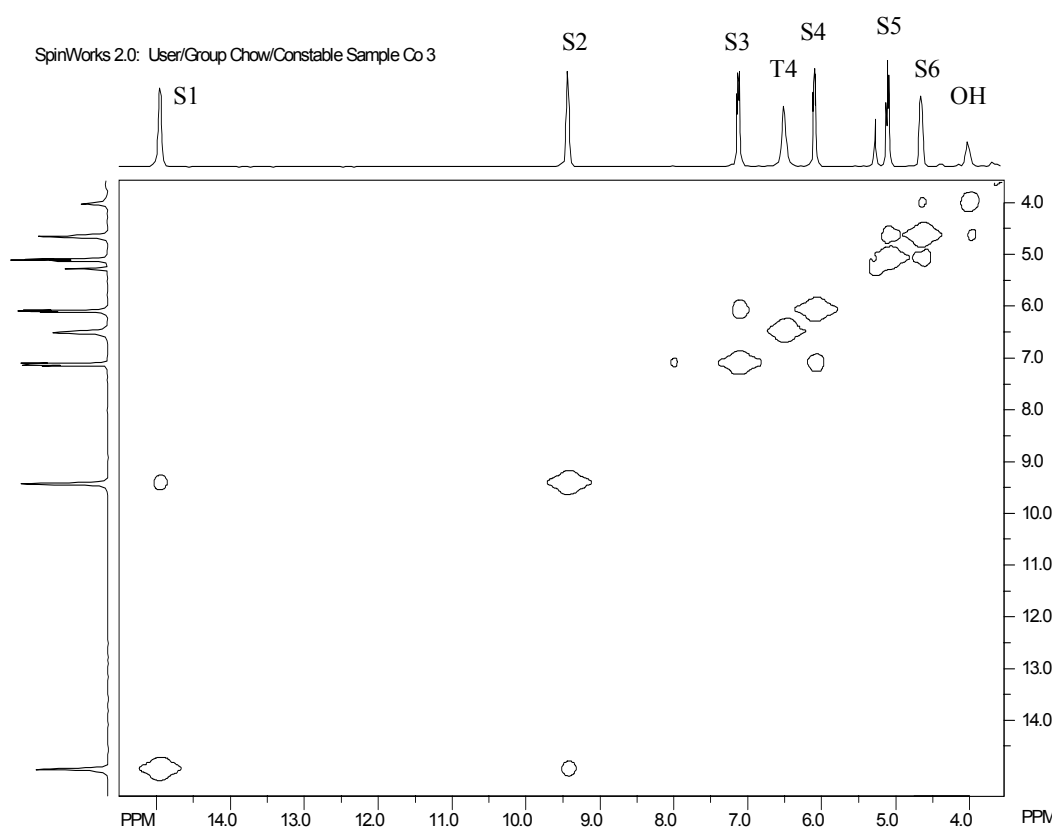 SpinWorks 2.0: User/Group Chow/Constable Sample Co 3
S1
S2
S3
T4
S4
S5
S6
OH
4.0
5.0
6.0
7.0
8.0
9.0
10.0
11.0
12.0
13.0
14.0
PPM 14.0 13.0 12.0 11.0 10.0 9.0 8.0 7.0 6.0 5.0 4.0 PPM